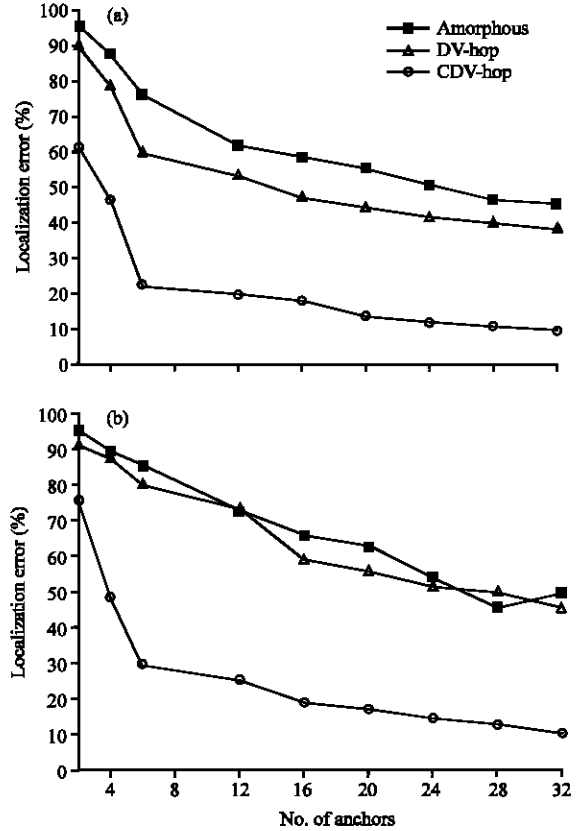 (a)
Amorphous
DV-hop
CDV-hop
Localization error (%)
100
90
80
70
60
50
40
30
20
10
0
(b)
Localization error (%)
100
90
80
70
60
50
40
30
20
10
0
4 8 12 16 20 24 28 32
No. of anchors